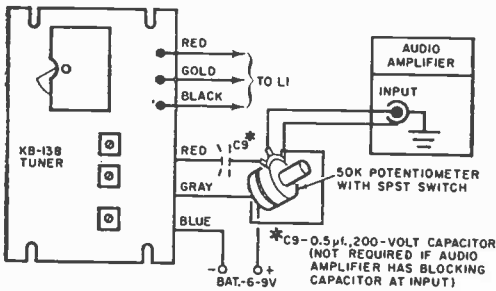 RED
GOLD
BLACK
TO L1
AUDIO
AMPLIFIER
INPUT
KB-138
TUNER
RED
C9*
GRAY
BLUE
50K POTENTIOMETER
WITH SPST SWITCH
- +
BAT.-6-9V
*C9-0.5µf.,200-VOLT CAPACITOR
(NOT REQUIRED IF AUDIO
AMPLIFIER HAS BLOCKING
CAPACITOR AT INPUT)